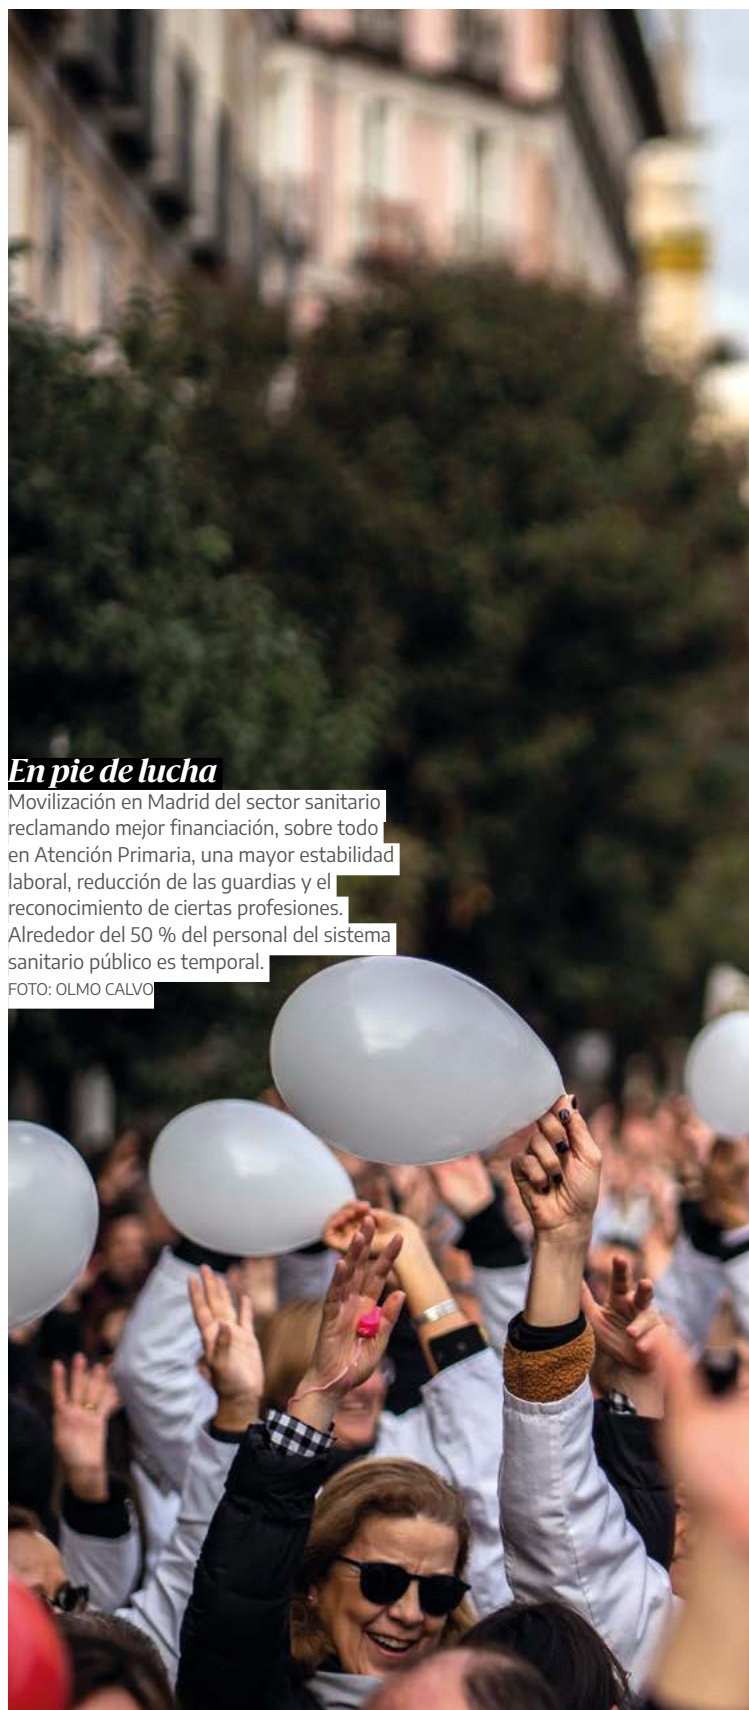 En pie de lucha
Movilización en Madrid del sector sanitario
reclamando mejor financiación, sobre todo
en Atención Primaria, una mayor estabilidad
laboral, reducción de las guardias y el
reconocimiento de ciertas profesiones.
Alrededor del 50 % del personal del sistema
sanitario público es temporal.
FOTO: OLMO CALVO